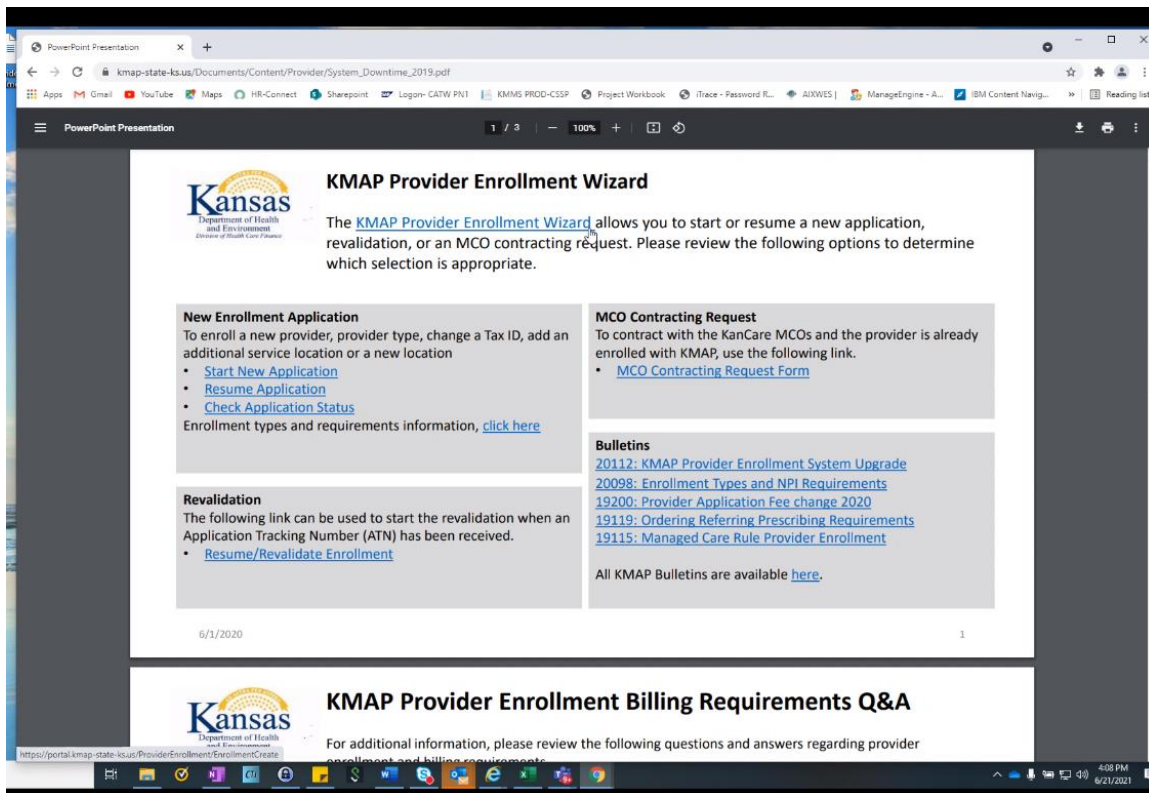 PowerPoint Presentation
kmap-state-ks.us/Documents/Content/Provider/System_Downtime_2019.pdf
Apps Gmail YouTube Maps HR-Connect Sharepoint Logon- CATW PN1 KMMS PROD-CSSP Project Workbook iTrace - Password R... AIXWES | ManageEngine - A... IBM Content Navig... » Reading list
PowerPoint Presentation 1 / 3 100%
Kansas
Department of Health
and Environment
Division of Health Care Finance
KMAP Provider Enrollment Wizard
The KMAP Provider Enrollment Wizard allows you to start or resume a new application,
revalidation, or an MCO contracting request. Please review the following options to determine
which selection is appropriate.
New Enrollment Application
To enroll a new provider, provider type, change a Tax ID, add an
additional service location or a new location
• Start New Application
• Resume Application
• Check Application Status
Enrollment types and requirements information, click here
Revalidation
The following link can be used to start the revalidation when an
Application Tracking Number (ATN) has been received.
• Resume/Revalidate Enrollment
MCO Contracting Request
To contract with the KanCare MCOs and the provider is already
enrolled with KMAP, use the following link.
• MCO Contracting Request Form
Bulletins
20112: KMAP Provider Enrollment System Upgrade
20098: Enrollment Types and NPI Requirements
19200: Provider Application Fee change 2020
19119: Ordering Referring Prescribing Requirements
19115: Managed Care Rule Provider Enrollment
All KMAP Bulletins are available here.
6/1/2020 1
Kansas
Department of Health
and Environment
KMAP Provider Enrollment Billing Requirements Q&A
For additional information, please review the following questions and answers regarding provider
enrollment and billing requirements.
https://portal.kmap-state-ks.us/ProviderEnrollment/EnrollmentCreate
4:08 PM
6/21/2021